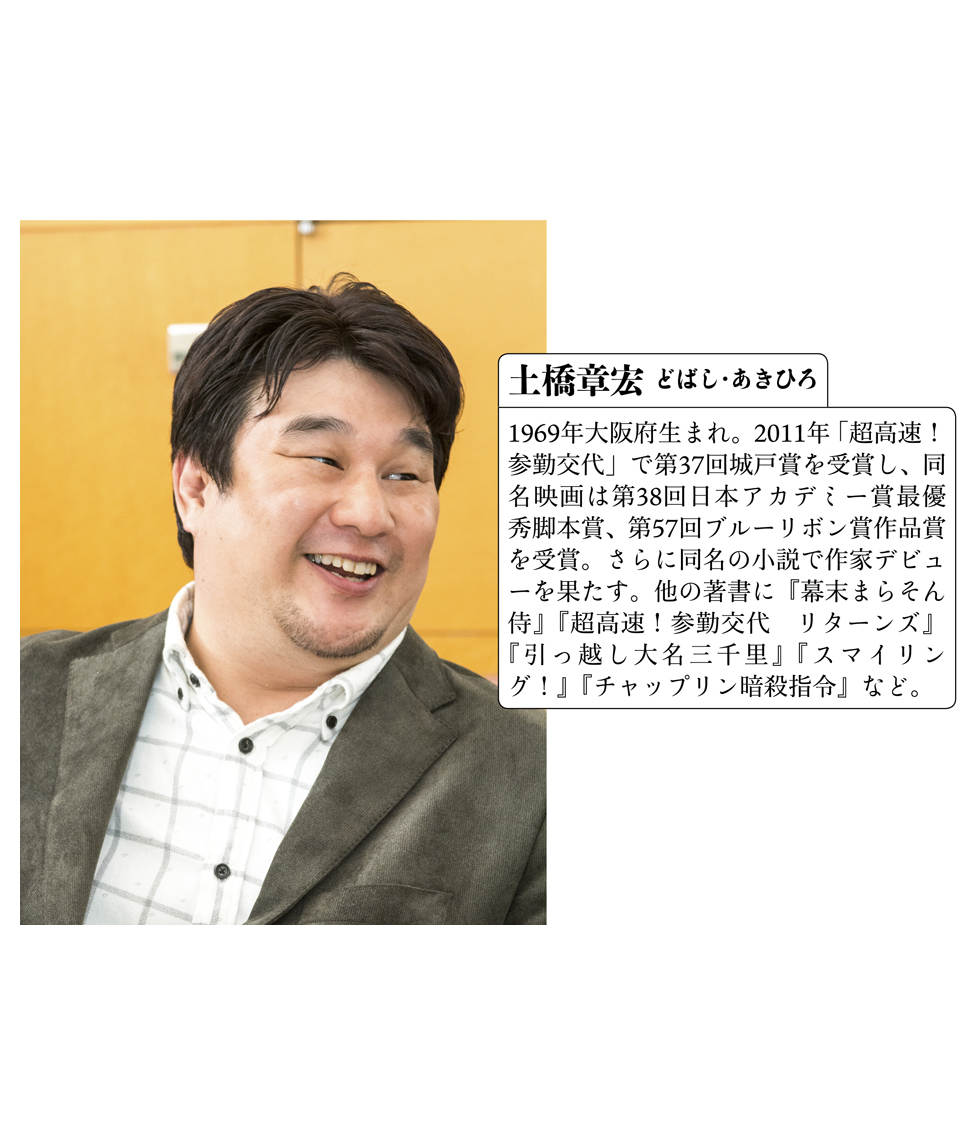 土橋章宏 どばし・あきひろ
1969年大阪府生まれ。2011年「超高速！
参勤交代」で第37回城戸賞を受賞し、同
名映画は第38回日本アカデミー賞最優
秀脚本賞、第57回ブルーリボン賞作品賞
を受賞。さらに同名の小説で作家デビュ
ーを果たす。他の著書に『幕末まらそん
侍』『超高速！参勤交代　リターンズ』
『引っ越し大名三千里』『スマイリン
グ！』『チャップリン暗殺指令』など。